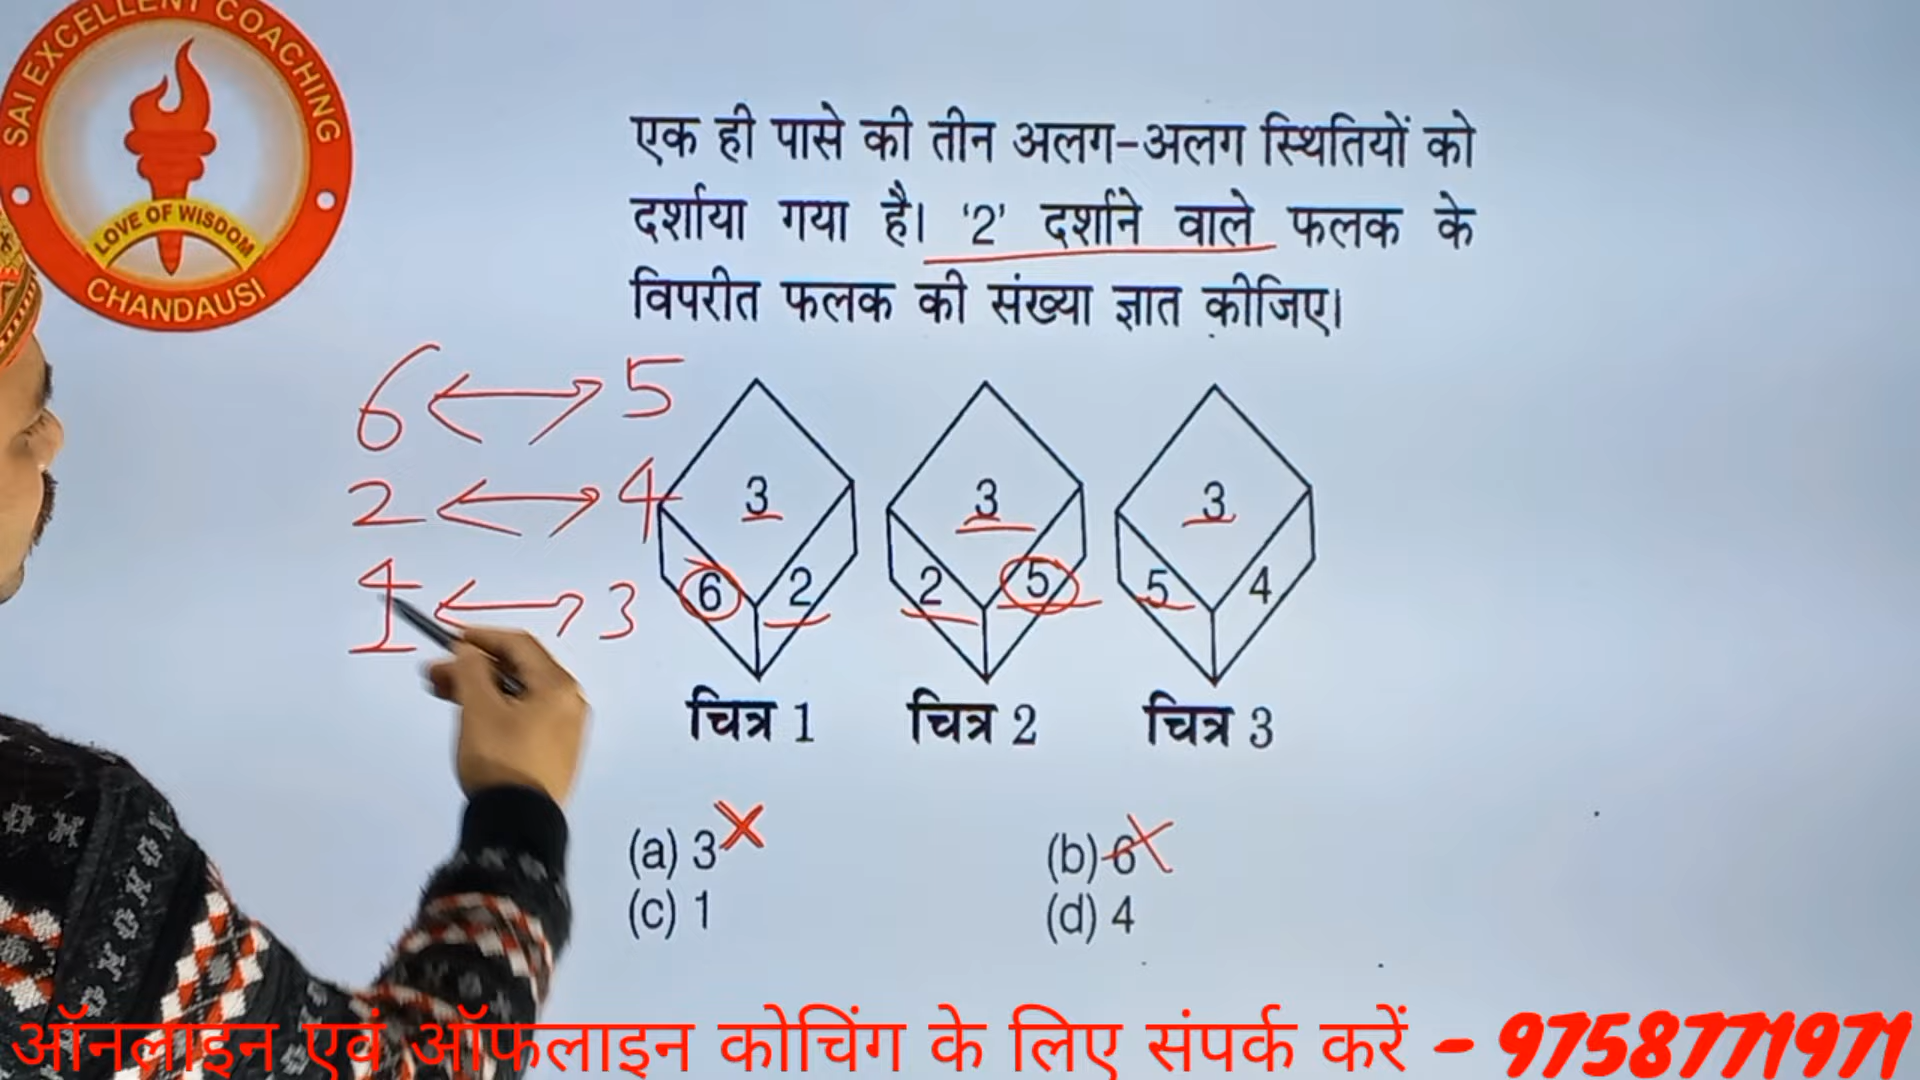 SAI EXCELLENT COACHING
LOVE OF WISDOM
CHANDAUSI
एक ही पासे की तीन अलग-अलग स्थितियों को
दर्शाया गया है। ‘2’ दर्शाने वाले फलक के
विपरीत फलक की संख्या ज्ञात कीजिए।
6 ↔ 5
2 ↔ 4
1 ↔ 3
3 6 2
3 2 5
3 5 4
चित्र 1 चित्र 2 चित्र 3
(a) 3 (b) 6
(c) 1 (d) 4
ऑनलाइन एवं ऑफलाइन कोचिंग के लिए संपर्क करें - 9758771971